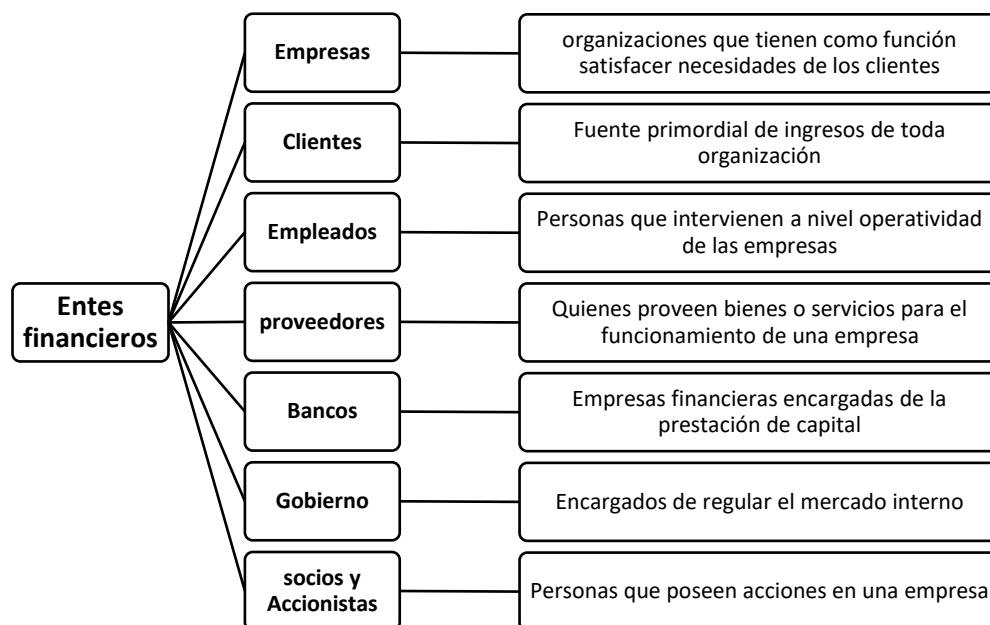 Entes
financieros
Empresas
organizaciones que tienen como función
satisfacer necesidades de los clientes
Clientes
Fuente primordial de ingresos de toda
organización
Empleados
Personas que intervienen a nivel operatividad
de las empresas
proveedores
Quienes proveen bienes o servicios para el
funcionamiento de una empresa
Bancos
Empresas financieras encargadas de la
prestación de capital
Gobierno
Encargados de regular el mercado interno
socios y
Accionistas
Personas que poseen acciones en una empresa